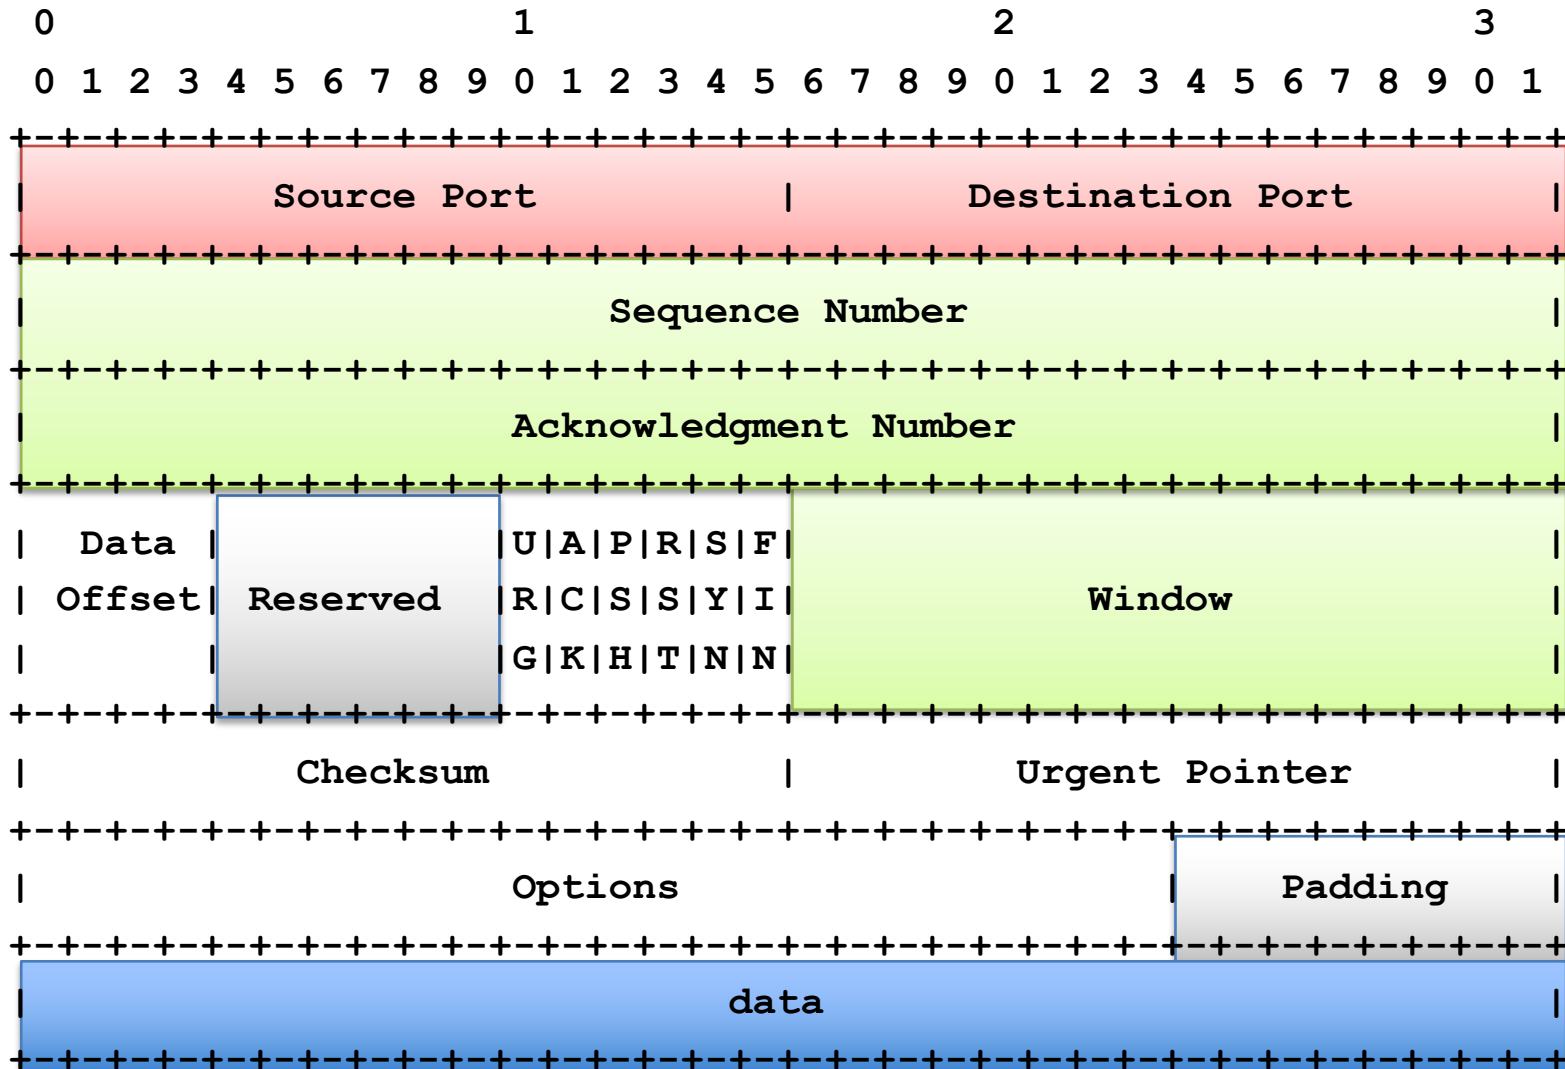 0                   1                   2                   3
0 1 2 3 4 5 6 7 8 9 0 1 2 3 4 5 6 7 8 9 0 1 2 3 4 5 6 7 8 9 0 1
+-+-+-+-+-+-+-+-+-+-+-+-+-+-+-+-+-+-+-+-+-+-+-+-+-+-+-+-+-+-+-+-+
|          Source Port          |       Destination Port        |
+-+-+-+-+-+-+-+-+-+-+-+-+-+-+-+-+-+-+-+-+-+-+-+-+-+-+-+-+-+-+-+-+
|                        Sequence Number                        |
+-+-+-+-+-+-+-+-+-+-+-+-+-+-+-+-+-+-+-+-+-+-+-+-+-+-+-+-+-+-+-+-+
|                    Acknowledgment Number                      |
+-+-+-+-+-+-+-+-+-+-+-+-+-+-+-+-+-+-+-+-+-+-+-+-+-+-+-+-+-+-+-+-+
|  Data |           |U|A|P|R|S|F|                               |
| Offset| Reserved  |R|C|S|S|Y|I|            Window             |
|       |           |G|K|H|T|N|N|                               |
+-+-+-+-+-+-+-+-+-+-+-+-+-+-+-+-+-+-+-+-+-+-+-+-+-+-+-+-+-+-+-+-+
|           Checksum            |         Urgent Pointer        |
+-+-+-+-+-+-+-+-+-+-+-+-+-+-+-+-+-+-+-+-+-+-+-+-+-+-+-+-+-+-+-+-+
|                    Options                    |    Padding    |
+-+-+-+-+-+-+-+-+-+-+-+-+-+-+-+-+-+-+-+-+-+-+-+-+-+-+-+-+-+-+-+-+
|                             data                              |
+-+-+-+-+-+-+-+-+-+-+-+-+-+-+-+-+-+-+-+-+-+-+-+-+-+-+-+-+-+-+-+-+